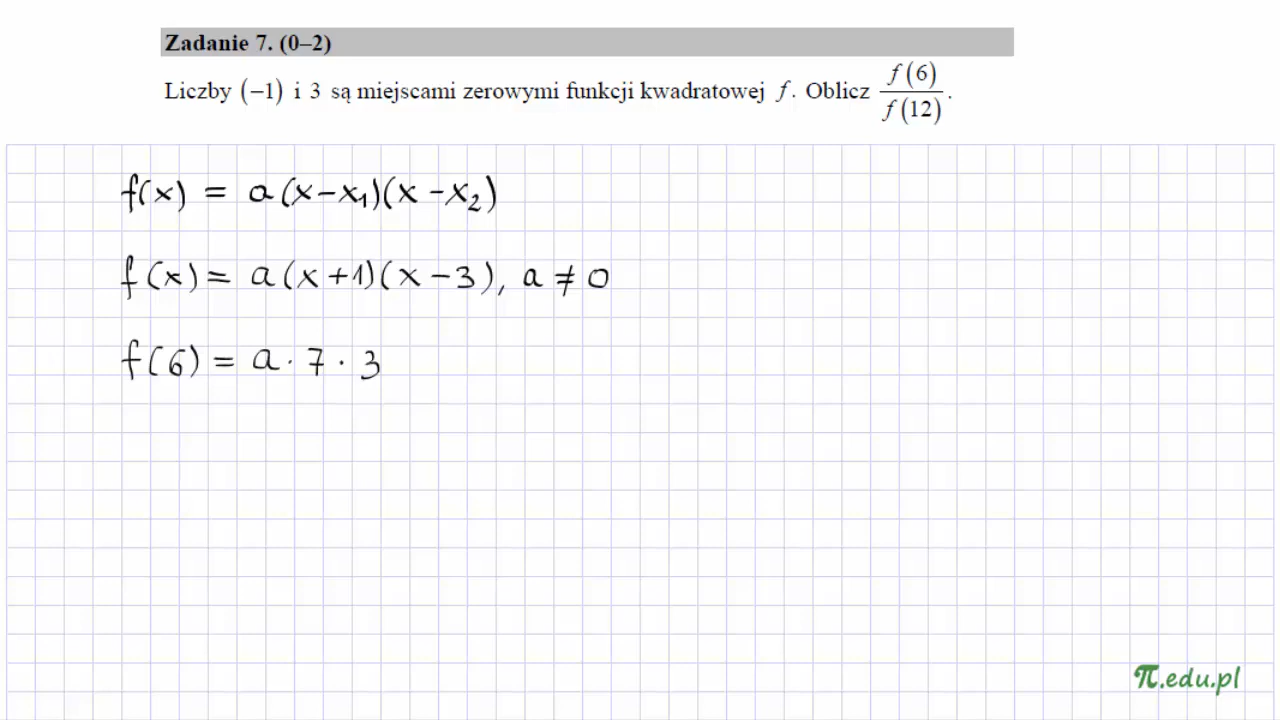 Zadanie 7. (0–2)
Liczby (−1) i 3 są miejscami zerowymi funkcji kwadratowej f. Oblicz f(6)/f(12).
f(x) = a(x−x₁)(x−x₂)
f(x) = a(x+1)(x−3), a ≠ 0
f(6) = a · 7 · 3
π.edu.pl